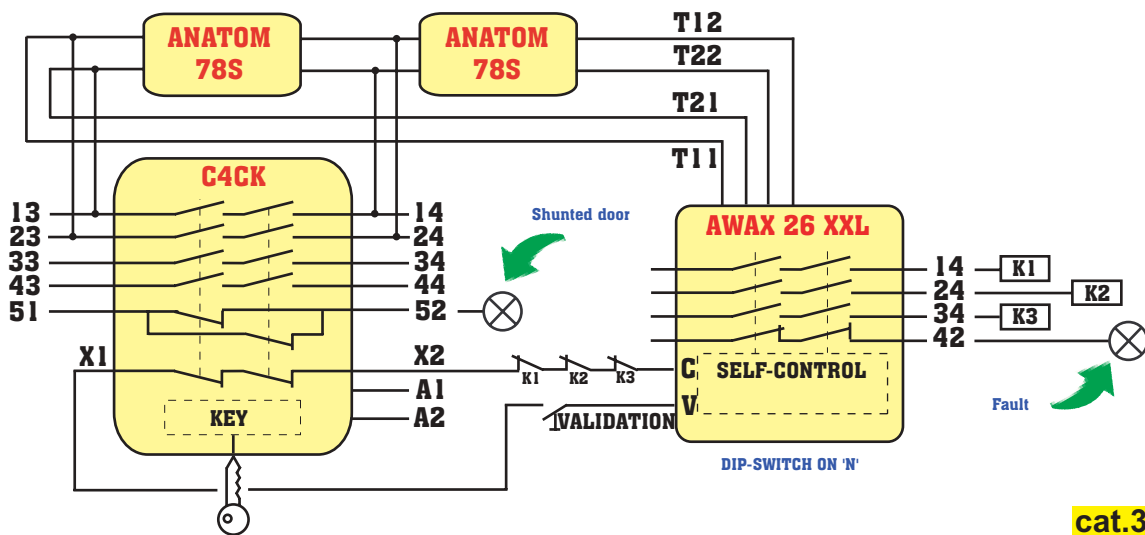 ANATOM
78S
ANATOM
78S
T12
T22
T21
T11
C4CK
13
23
33
43
51
14
24
34
44
52
X1
X2
A1
A2
KEY
Shunted door
AWAX 26 XXL
14
24
34
42
K1
K2
K3
K1
K2
K3
C
V
SELF-CONTROL
VALIDATION
Fault
DIP-SWITCH ON 'N'
cat.3